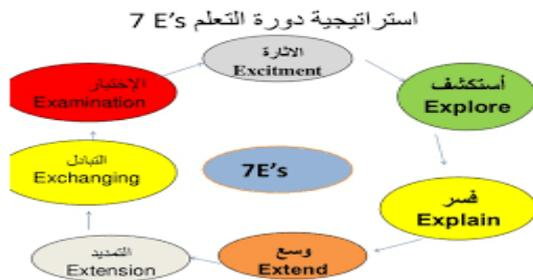 استراتيجية دورة التعلم 7 E's
الاثارة
Excitment
أستكشف
Explore
فسر
Explain
وسع
Extend
التمديد
Extension
التبادل
Exchanging
الإختبار
Examination
7E's